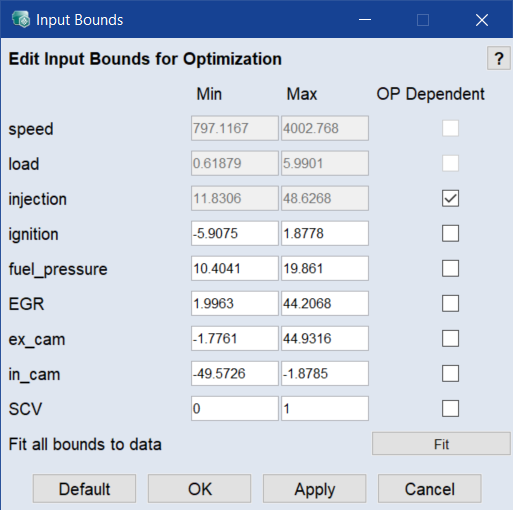 Input Bounds
Edit Input Bounds for Optimization ?
Min Max OP Dependent
speed 797.1167 4002.768
load 0.61879 5.9901
injection 11.8306 48.6268
ignition -5.9075 1.8778
fuel_pressure 10.4041 19.861
EGR 1.9963 44.2068
ex_cam -1.7761 44.9316
in_cam -49.5726 -1.8785
SCV 0 1
Fit all bounds to data Fit
Default OK Apply Cancel